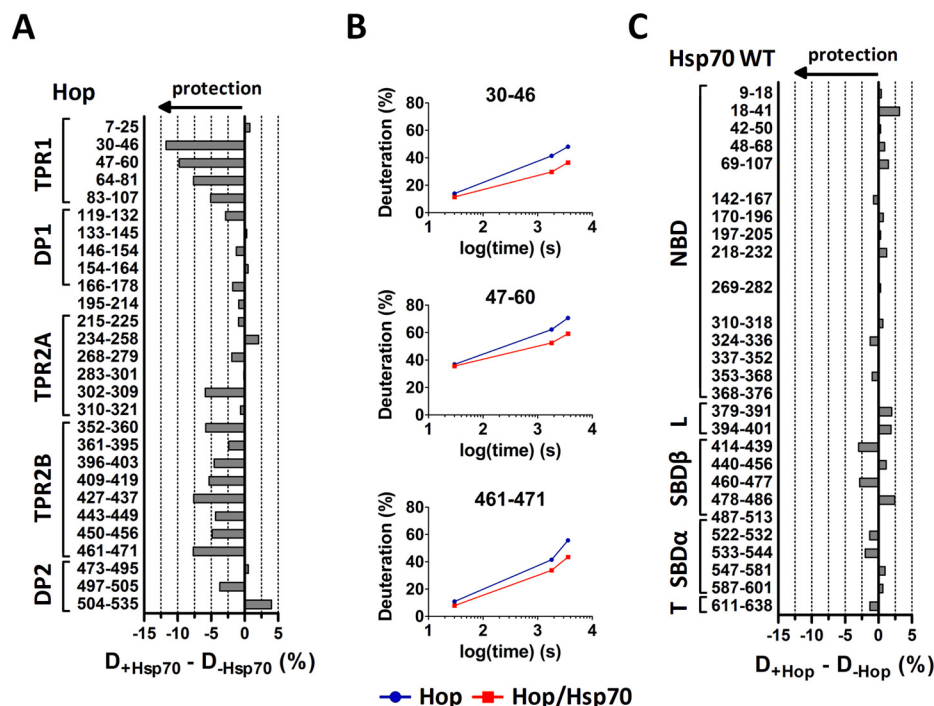 A
Hop
protection
TPR1
7-25
30-46
47-60
64-81
83-107
DP1
119-132
133-145
146-154
154-164
166-178
195-214
TPR2A
215-225
234-258
268-279
283-301
302-309
310-321
TPR2B
352-360
361-395
396-403
409-419
427-437
443-449
450-456
461-471
DP2
473-495
497-505
504-535
-15 -10 -5 0 5
D+Hsp70 - D-Hsp70 (%)
B
30-46
Deuteration (%)
80
60
40
20
0
1 2 3 4
log(time) (s)
47-60
Deuteration (%)
80
60
40
20
0
1 2 3 4
log(time) (s)
461-471
Deuteration (%)
80
60
40
20
0
1 2 3 4
log(time) (s)
Hop Hop/Hsp70
C
Hsp70 WT
protection
NBD
9-18
18-41
42-50
48-68
69-107
142-167
170-196
197-205
218-232
269-282
310-318
324-336
337-352
353-368
368-376
L
379-391
394-401
SBDβ
414-439
440-456
460-477
478-486
487-513
SBDα
522-532
533-544
547-581
587-601
T
611-638
-15 -10 -5 0 5
D+Hop - D-Hop (%)